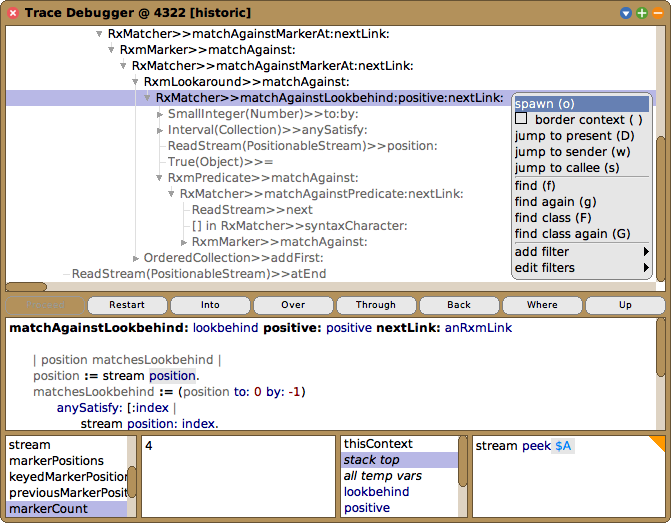 Trace Debugger @ 4322 [historic]
RxMatcher>>matchAgainstMarkerAt:nextLink:
RxmMarker>>matchAgainst:
RxMatcher>>matchAgainstMarkerAt:nextLink:
RxmLookaround>>matchAgainst:
RxMatcher>>matchAgainstLookbehind:positive:nextLink:
SmallInteger(Number)>>to:by:
Interval(Collection)>>anySatisfy:
ReadStream(PositionableStream)>>position:
True(Object)>>=
RxmPredicate>>matchAgainst:
RxMatcher>>matchAgainstPredicate:nextLink:
ReadStream>>next
[] in RxMatcher>>syntaxCharacter:
RxmMarker>>matchAgainst:
OrderedCollection>>addFirst:
ReadStream(PositionableStream)>>atEnd
spawn (o)
border context ( )
jump to present (D)
jump to sender (w)
jump to callee (s)
find (f)
find again (g)
find class (F)
find class again (G)
add filter
edit filters
Restart
Into
Over
Through
Back
Where
Up
matchAgainstLookbehind: lookbehind positive: positive nextLink: anRxmLink
| position matchesLookbehind |
position := stream position.
matchesLookbehind := (position to: 0 by: -1)
anySatisfy: [:index |
stream position: index.
stream
markerPositions
keyedMarkerPosition
previousMarkerPosit
markerCount
4
thisContext
stack top
all temp vars
lookbehind
positive
stream peek $A